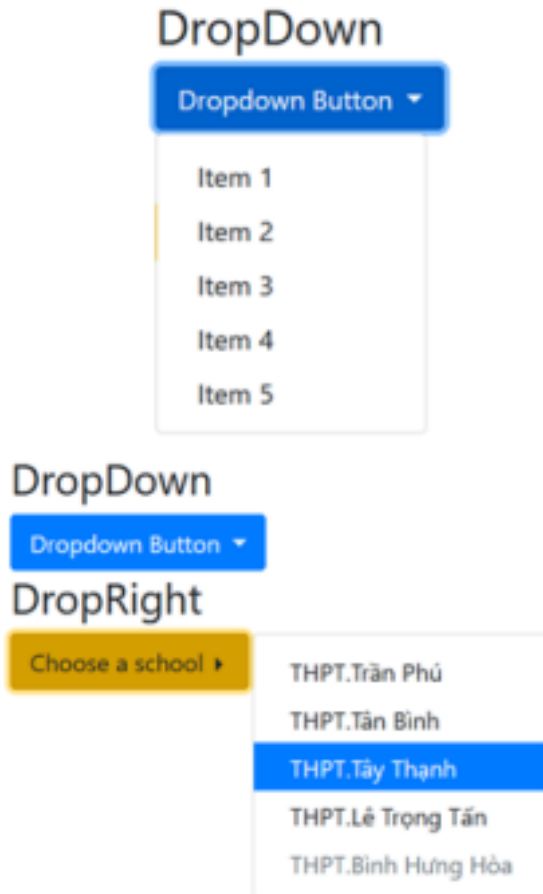 DropDown
Dropdown Button
Item 1
Item 2
Item 3
Item 4
Item 5
DropDown
Dropdown Button
DropRight
Choose a school
THPT.Trần Phú
THPT.Tân Bình
THPT.Tây Thạnh
THPT.Lê Trọng Tấn
THPT.Bình Hưng Hòa